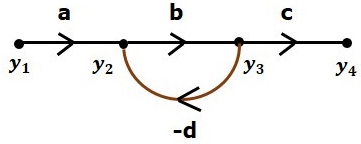 a b c
y₁ y₂ y₃ y₄
-d